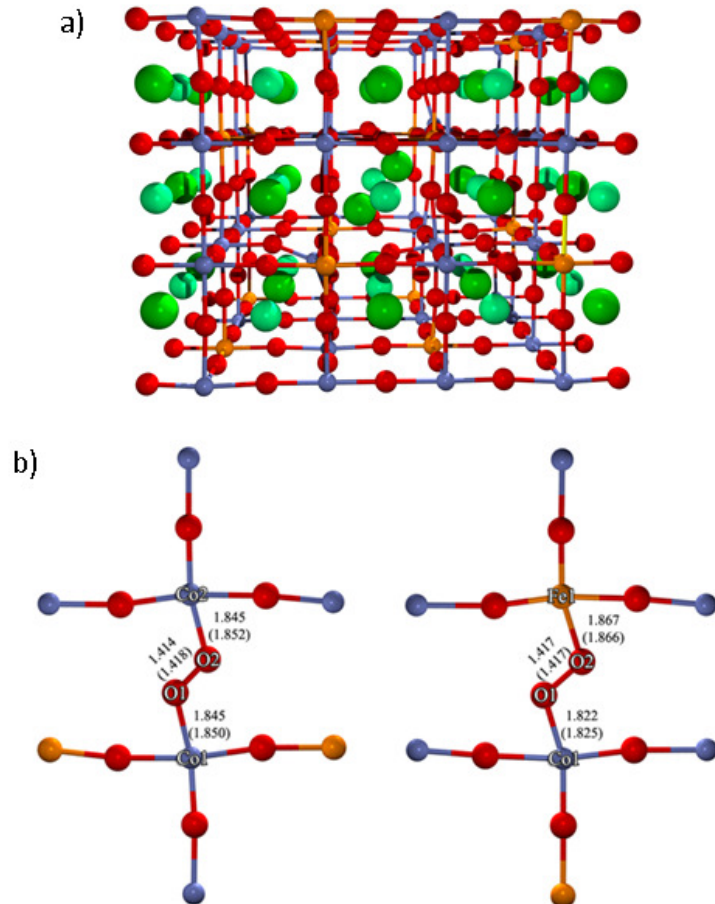 a)
b)
Co2
1.845
(1.852)
1.414
(1.418)
O2
O1
1.845
(1.850)
Co1
Fe1
1.867
(1.866)
1.417
(1.417)
O2
O1
1.822
(1.825)
Co1